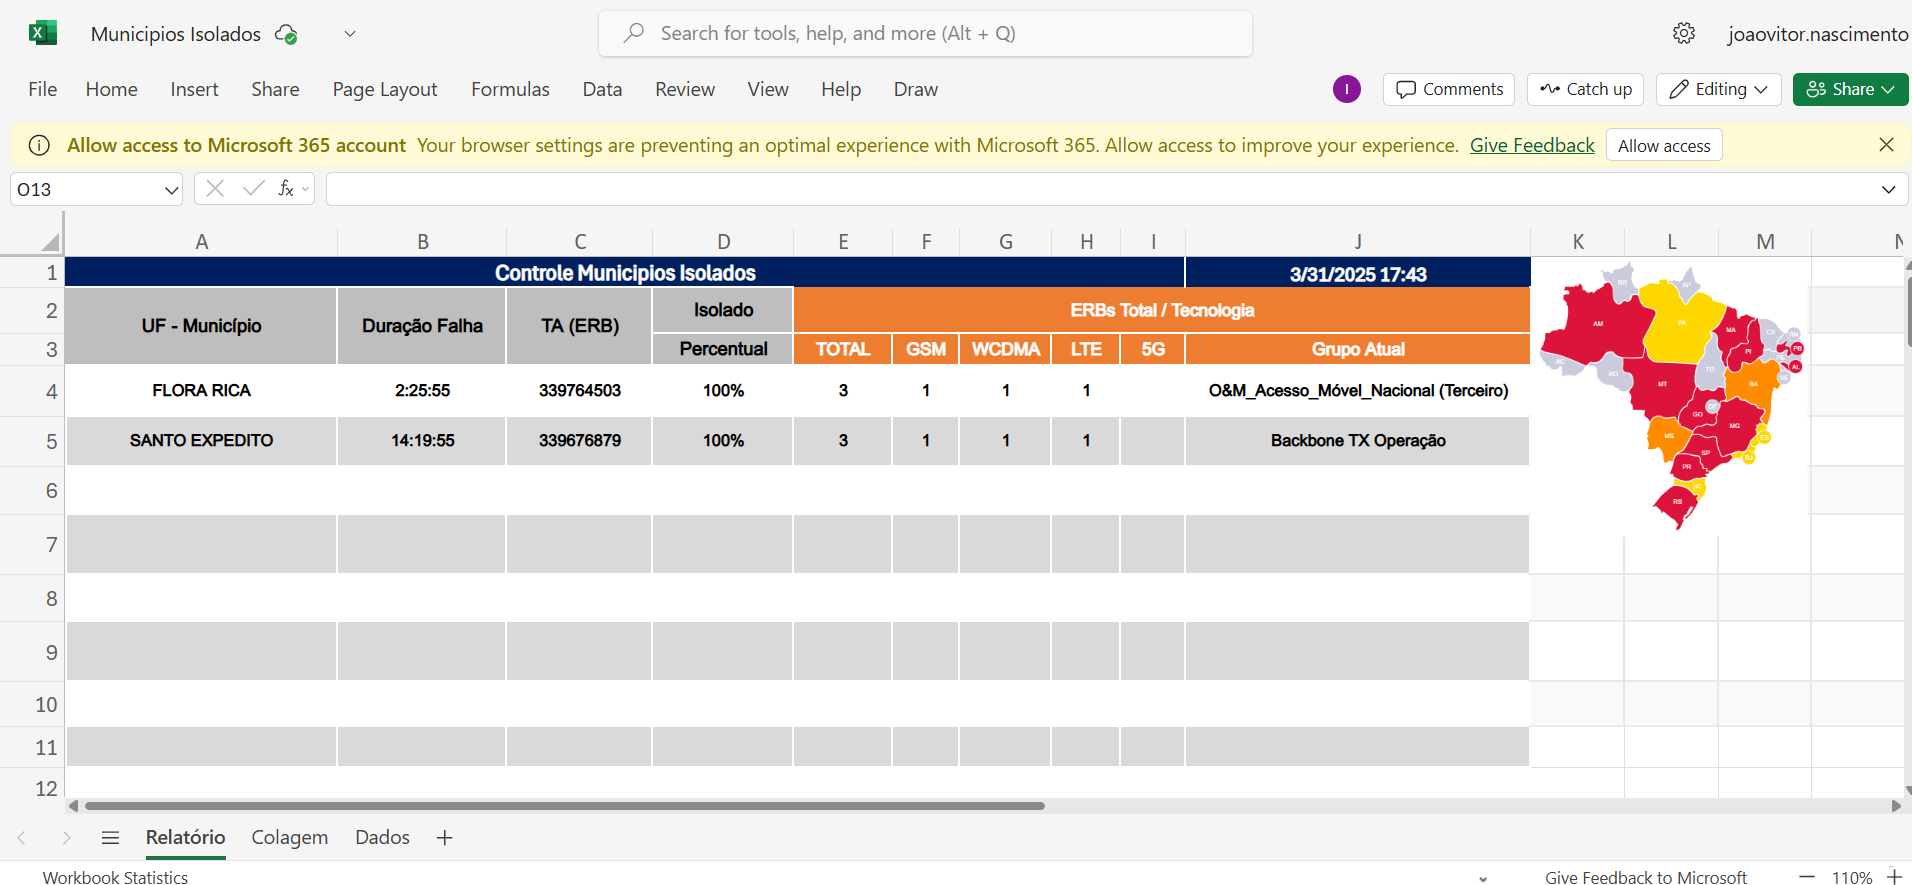 Municipios Isolados
Search for tools, help, and more (Alt + Q)
joaovitor.nascimento
File Home Insert Share Page Layout Formulas Data Review View Help Draw
I Comments Catch up Editing Share
Allow access to Microsoft 365 account Your browser settings are preventing an optimal experience with Microsoft 365. Allow access to improve your experience. Give Feedback Allow access
O13 fx
A B C D E F G H I J K L M N
1 Controle Municipios Isolados 3/31/2025 17:43
2 UF - Município Duração Falha TA (ERB) Isolado ERBs Total / Tecnologia
3 Percentual TOTAL GSM WCDMA LTE 5G Grupo Atual
4 FLORA RICA 2:25:55 339764503 100% 3 1 1 1 O&M_Acesso_Móvel_Nacional (Terceiro)
5 SANTO EXPEDITO 14:19:55 339676879 100% 3 1 1 1 Backbone TX Operação
6
7
8
9
10
11
12
RR AP
AM PA MA CE RN
PI PB
AC RO TO AL
SE
MT BA
GO DF
MG
MS ES
SP RJ
PR
SC
RS
Relatório Colagem Dados
Workbook Statistics Give Feedback to Microsoft 110%